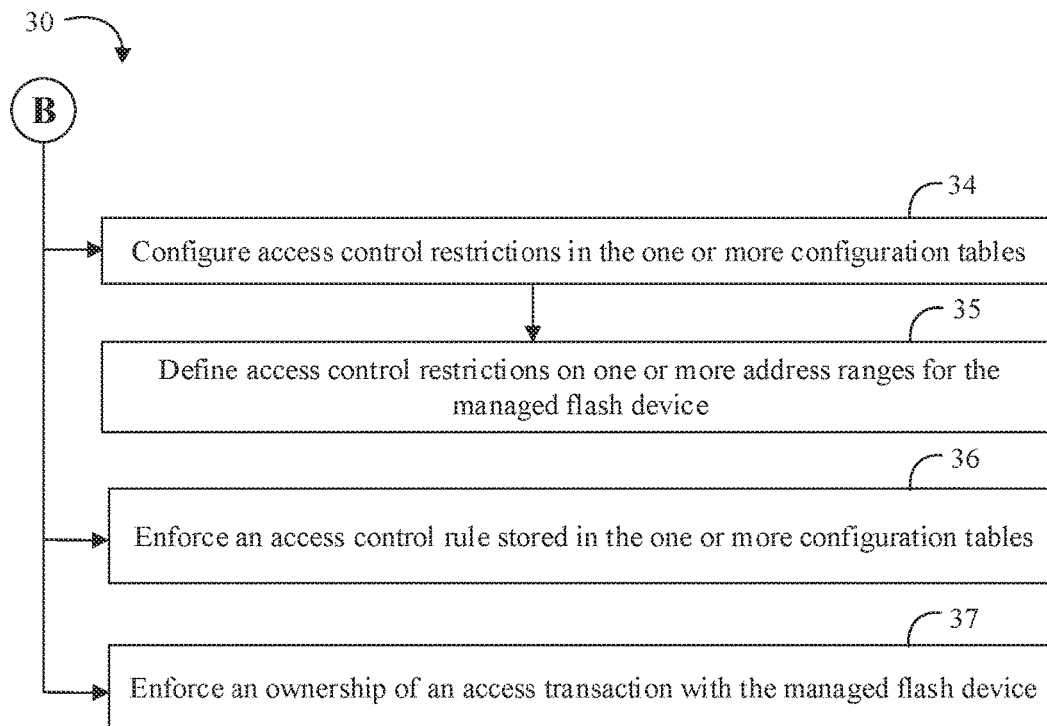 30
B
34
Configure access control restrictions in the one or more configuration tables
35
Define access control restrictions on one or more address ranges for the
managed flash device
36
Enforce an access control rule stored in the one or more configuration tables
37
Enforce an ownership of an access transaction with the managed flash device